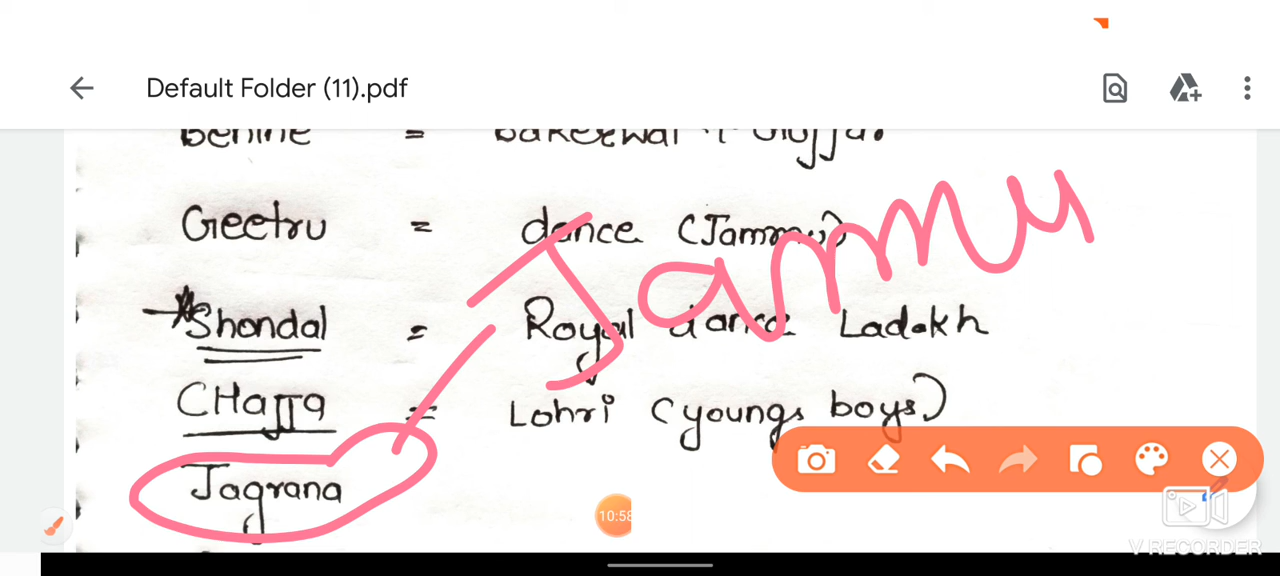 Default Folder (11).pdf
Geetru = dance (Jammu)
Shondal = Royal dance Ladakh
CHajja = Lohri (youngs boys)
Jagrana
Jammu
10:58
V RECORDER